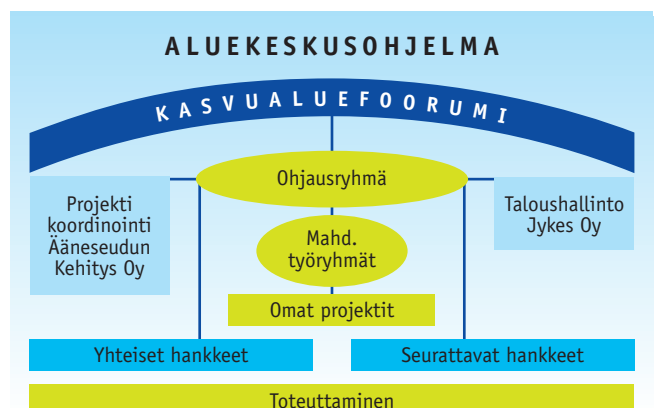 ALUEKESKUSOHJELMA
KASVUALUEFOORUMI
Ohjausryhmä
Projekti
koordinointi
Ääneseudun
Kehitys Oy
Taloushallinto
Jykes Oy
Mahd.
työryhmät
Omat projektit
Yhteiset hankkeet
Seurattavat hankkeet
Toteuttaminen